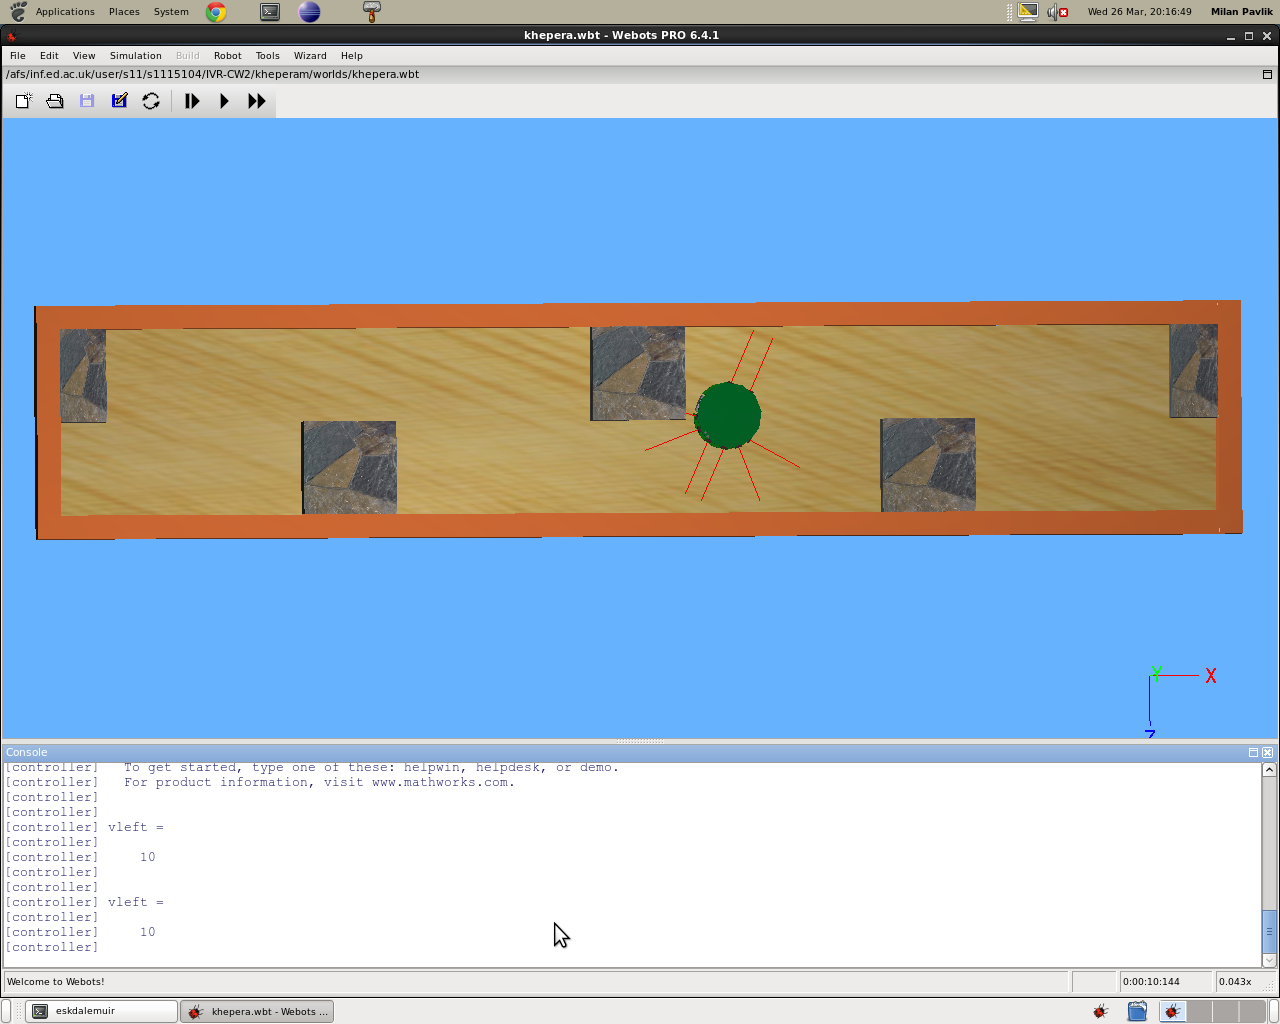 Applications Places System Wed 26 Mar, 20:16:49 Milan Pavlik
khepera.wbt - Webots PRO 6.4.1
File Edit View Simulation Build Robot Tools Wizard Help
/afs/inf.ed.ac.uk/user/s11/s1115104/IVR-CW2/kheperam/worlds/khepera.wbt
Y X
Z
Console
[controller] To get started, type one of these: helpwin, helpdesk, or demo.
[controller] For product information, visit www.mathworks.com.
[controller]
[controller]
[controller] vleft =
[controller]
[controller] 10
[controller]
[controller]
[controller] vleft =
[controller]
[controller] 10
[controller]
Welcome to Webots! 0:00:10:144 0.043x
eskdalemuir khepera.wbt - Webots ...